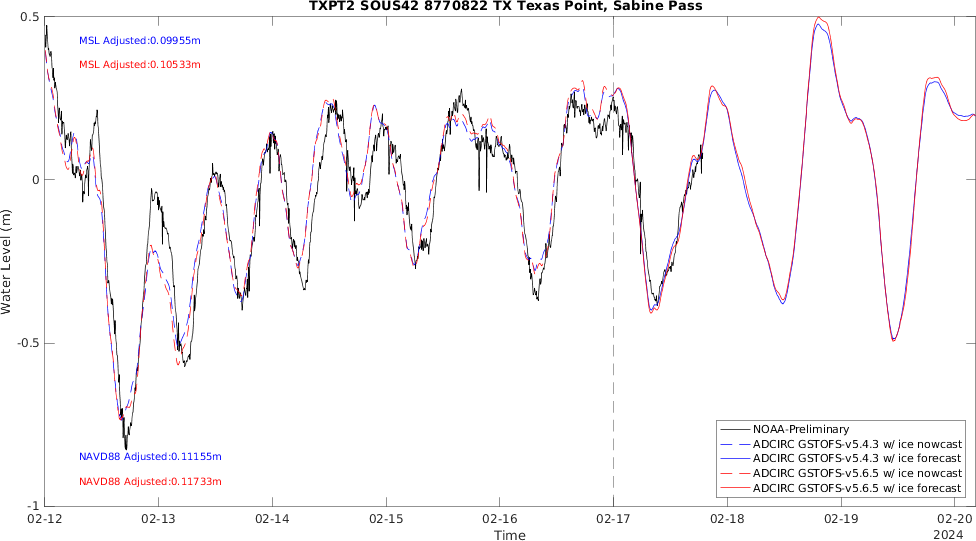 TXPT2 SOUS42 8770822 TX Texas Point, Sabine Pass
0.5
MSL Adjusted:0.09955m
MSL Adjusted:0.10533m
0
Water Level (m)
-0.5
NAVD88 Adjusted:0.11155m
NAVD88 Adjusted:0.11733m
NOAA-Preliminary
ADCIRC GSTOFS-v5.4.3 w/ ice nowcast
ADCIRC GSTOFS-v5.4.3 w/ ice forecast
ADCIRC GSTOFS-v5.6.5 w/ ice nowcast
ADCIRC GSTOFS-v5.6.5 w/ ice forecast
-1
02-12 02-13 02-14 02-15 02-16 02-17 02-18 02-19 02-20
Time 2024